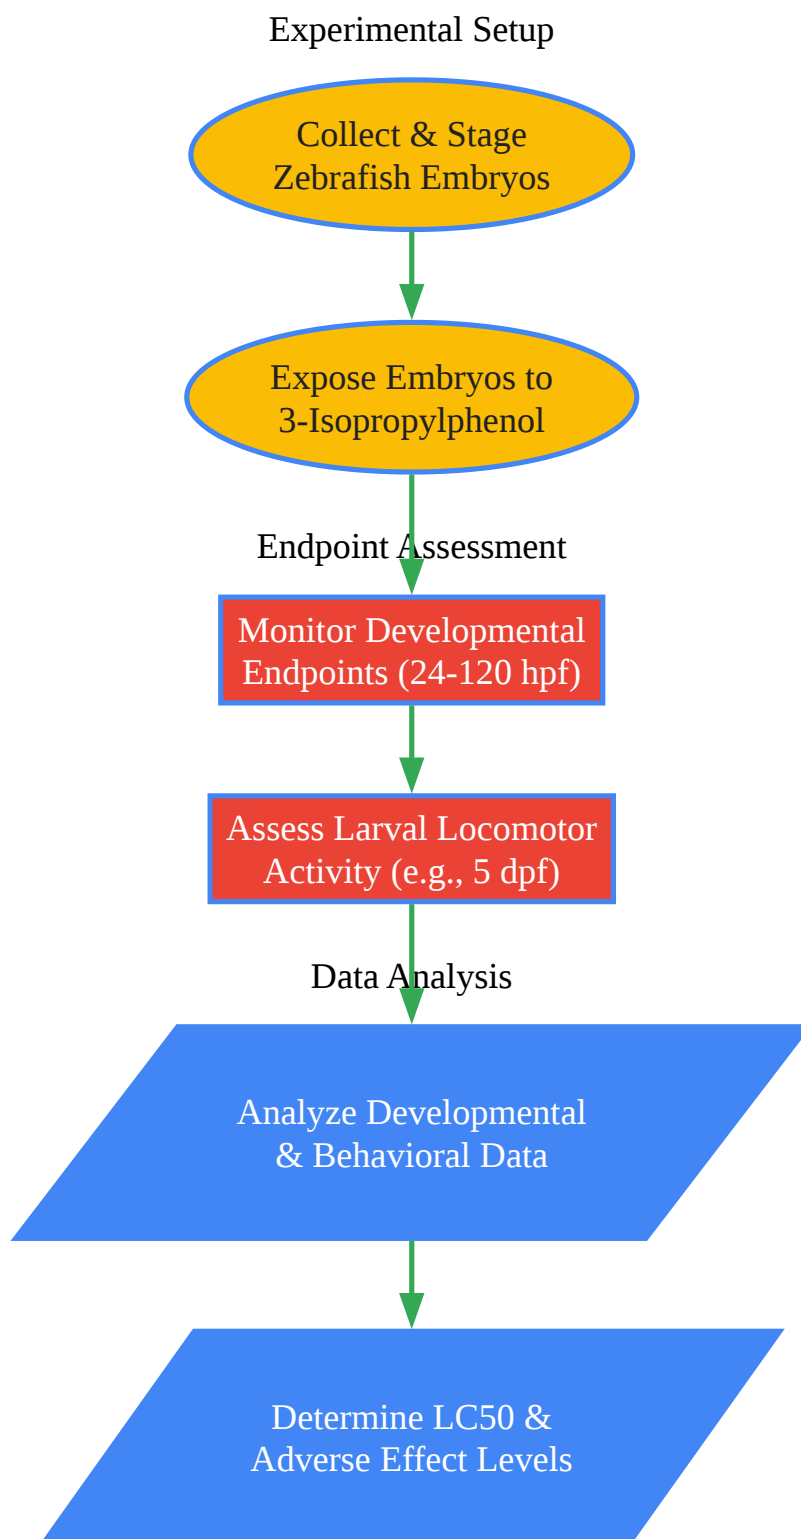 Experimental Setup
Collect & Stage
Zebrafish Embryos
Expose Embryos to
3-Isopropylphenol
Endpoint Assessment
Monitor Developmental
Endpoints (24-120 hpf)
Assess Larval Locomotor
Activity (e.g., 5 dpf)
Data Analysis
Analyze Developmental
& Behavioral Data
Determine LC50 &
Adverse Effect Levels